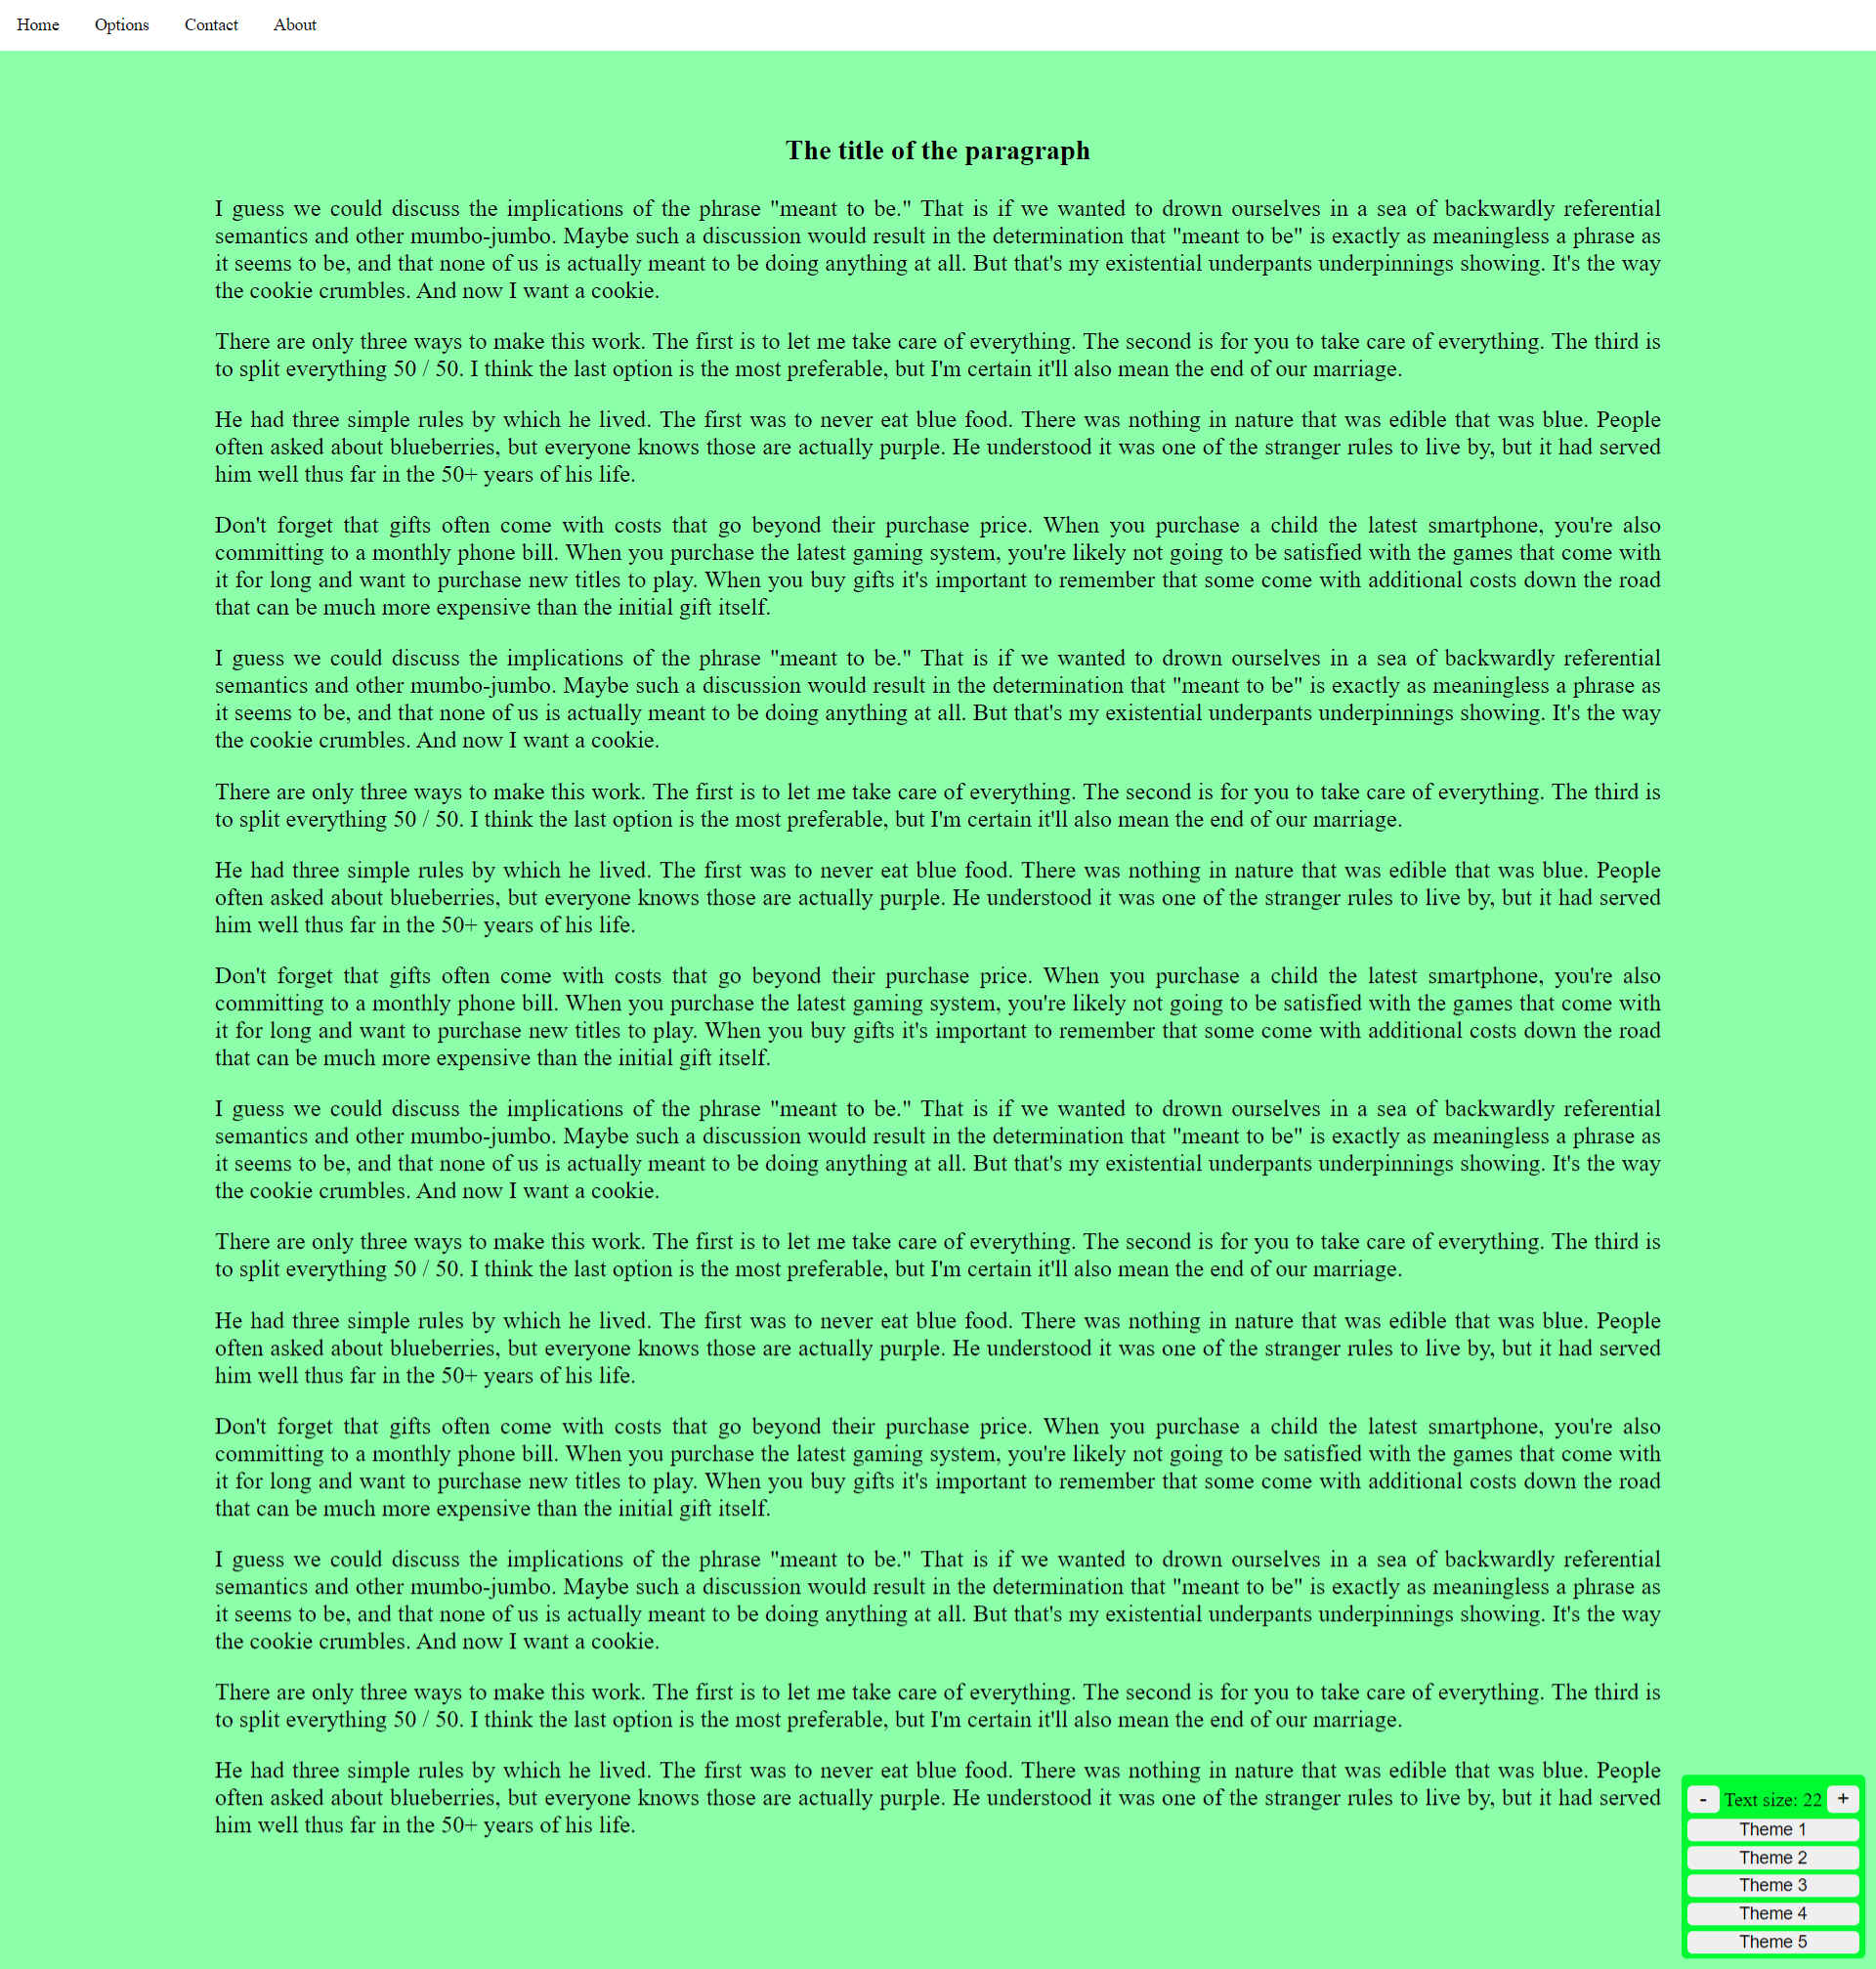 Home Options Contact About
The title of the paragraph
I guess we could discuss the implications of the phrase "meant to be." That is if we wanted to drown ourselves in a sea of backwardly referential
semantics and other mumbo-jumbo. Maybe such a discussion would result in the determination that "meant to be" is exactly as meaningless a phrase as
it seems to be, and that none of us is actually meant to be doing anything at all. But that's my existential underpants underpinnings showing. It's the way
the cookie crumbles. And now I want a cookie.
There are only three ways to make this work. The first is to let me take care of everything. The second is for you to take care of everything. The third is
to split everything 50 / 50. I think the last option is the most preferable, but I'm certain it'll also mean the end of our marriage.
He had three simple rules by which he lived. The first was to never eat blue food. There was nothing in nature that was edible that was blue. People
often asked about blueberries, but everyone knows those are actually purple. He understood it was one of the stranger rules to live by, but it had served
him well thus far in the 50+ years of his life.
Don't forget that gifts often come with costs that go beyond their purchase price. When you purchase a child the latest smartphone, you're also
committing to a monthly phone bill. When you purchase the latest gaming system, you're likely not going to be satisfied with the games that come with
it for long and want to purchase new titles to play. When you buy gifts it's important to remember that some come with additional costs down the road
that can be much more expensive than the initial gift itself.
I guess we could discuss the implications of the phrase "meant to be." That is if we wanted to drown ourselves in a sea of backwardly referential
semantics and other mumbo-jumbo. Maybe such a discussion would result in the determination that "meant to be" is exactly as meaningless a phrase as
it seems to be, and that none of us is actually meant to be doing anything at all. But that's my existential underpants underpinnings showing. It's the way
the cookie crumbles. And now I want a cookie.
There are only three ways to make this work. The first is to let me take care of everything. The second is for you to take care of everything. The third is
to split everything 50 / 50. I think the last option is the most preferable, but I'm certain it'll also mean the end of our marriage.
He had three simple rules by which he lived. The first was to never eat blue food. There was nothing in nature that was edible that was blue. People
often asked about blueberries, but everyone knows those are actually purple. He understood it was one of the stranger rules to live by, but it had served
him well thus far in the 50+ years of his life.
Don't forget that gifts often come with costs that go beyond their purchase price. When you purchase a child the latest smartphone, you're also
committing to a monthly phone bill. When you purchase the latest gaming system, you're likely not going to be satisfied with the games that come with
it for long and want to purchase new titles to play. When you buy gifts it's important to remember that some come with additional costs down the road
that can be much more expensive than the initial gift itself.
I guess we could discuss the implications of the phrase "meant to be." That is if we wanted to drown ourselves in a sea of backwardly referential
semantics and other mumbo-jumbo. Maybe such a discussion would result in the determination that "meant to be" is exactly as meaningless a phrase as
it seems to be, and that none of us is actually meant to be doing anything at all. But that's my existential underpants underpinnings showing. It's the way
the cookie crumbles. And now I want a cookie.
There are only three ways to make this work. The first is to let me take care of everything. The second is for you to take care of everything. The third is
to split everything 50 / 50. I think the last option is the most preferable, but I'm certain it'll also mean the end of our marriage.
He had three simple rules by which he lived. The first was to never eat blue food. There was nothing in nature that was edible that was blue. People
often asked about blueberries, but everyone knows those are actually purple. He understood it was one of the stranger rules to live by, but it had served
him well thus far in the 50+ years of his life.
Don't forget that gifts often come with costs that go beyond their purchase price. When you purchase a child the latest smartphone, you're also
committing to a monthly phone bill. When you purchase the latest gaming system, you're likely not going to be satisfied with the games that come with
it for long and want to purchase new titles to play. When you buy gifts it's important to remember that some come with additional costs down the road
that can be much more expensive than the initial gift itself.
I guess we could discuss the implications of the phrase "meant to be." That is if we wanted to drown ourselves in a sea of backwardly referential
semantics and other mumbo-jumbo. Maybe such a discussion would result in the determination that "meant to be" is exactly as meaningless a phrase as
it seems to be, and that none of us is actually meant to be doing anything at all. But that's my existential underpants underpinnings showing. It's the way
the cookie crumbles. And now I want a cookie.
There are only three ways to make this work. The first is to let me take care of everything. The second is for you to take care of everything. The third is
to split everything 50 / 50. I think the last option is the most preferable, but I'm certain it'll also mean the end of our marriage.
He had three simple rules by which he lived. The first was to never eat blue food. There was nothing in nature that was edible that was blue. People
often asked about blueberries, but everyone knows those are actually purple. He understood it was one of the stranger rules to live by, but it had served
him well thus far in the 50+ years of his life.
- Text size: 22 +
Theme 1
Theme 2
Theme 3
Theme 4
Theme 5